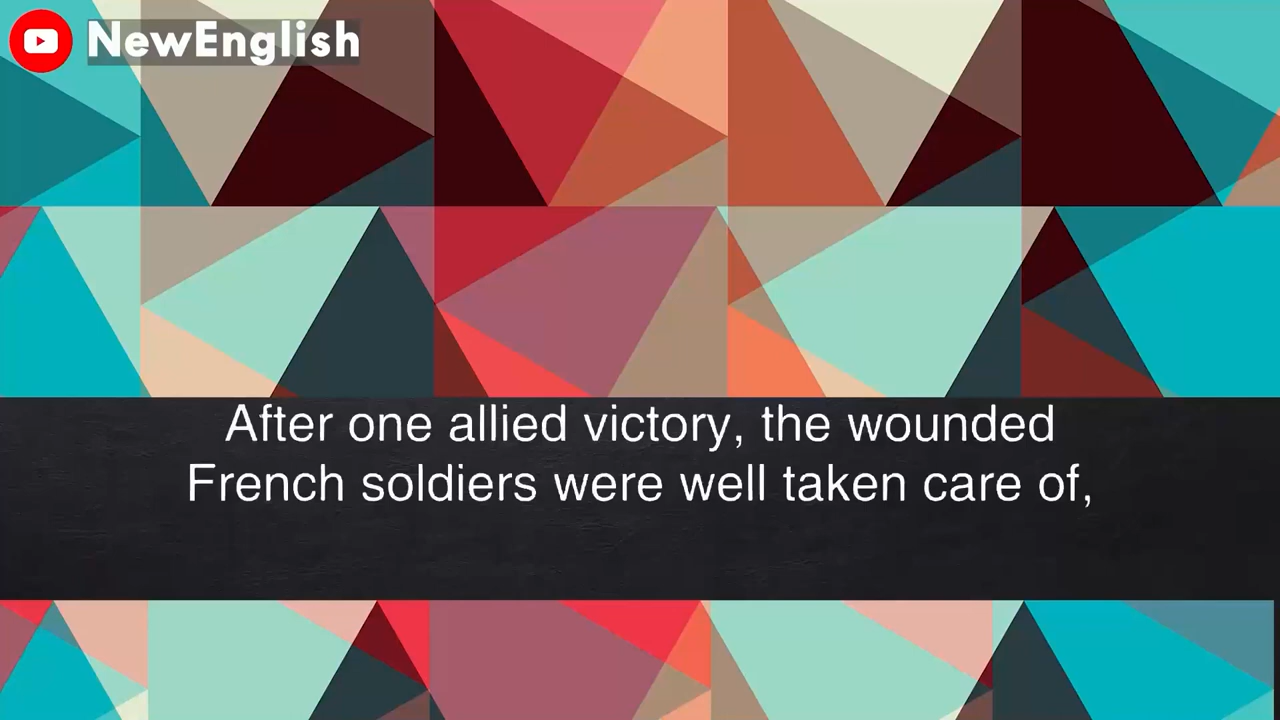 NewEnglish
After one allied victory, the wounded
French soldiers were well taken care of,